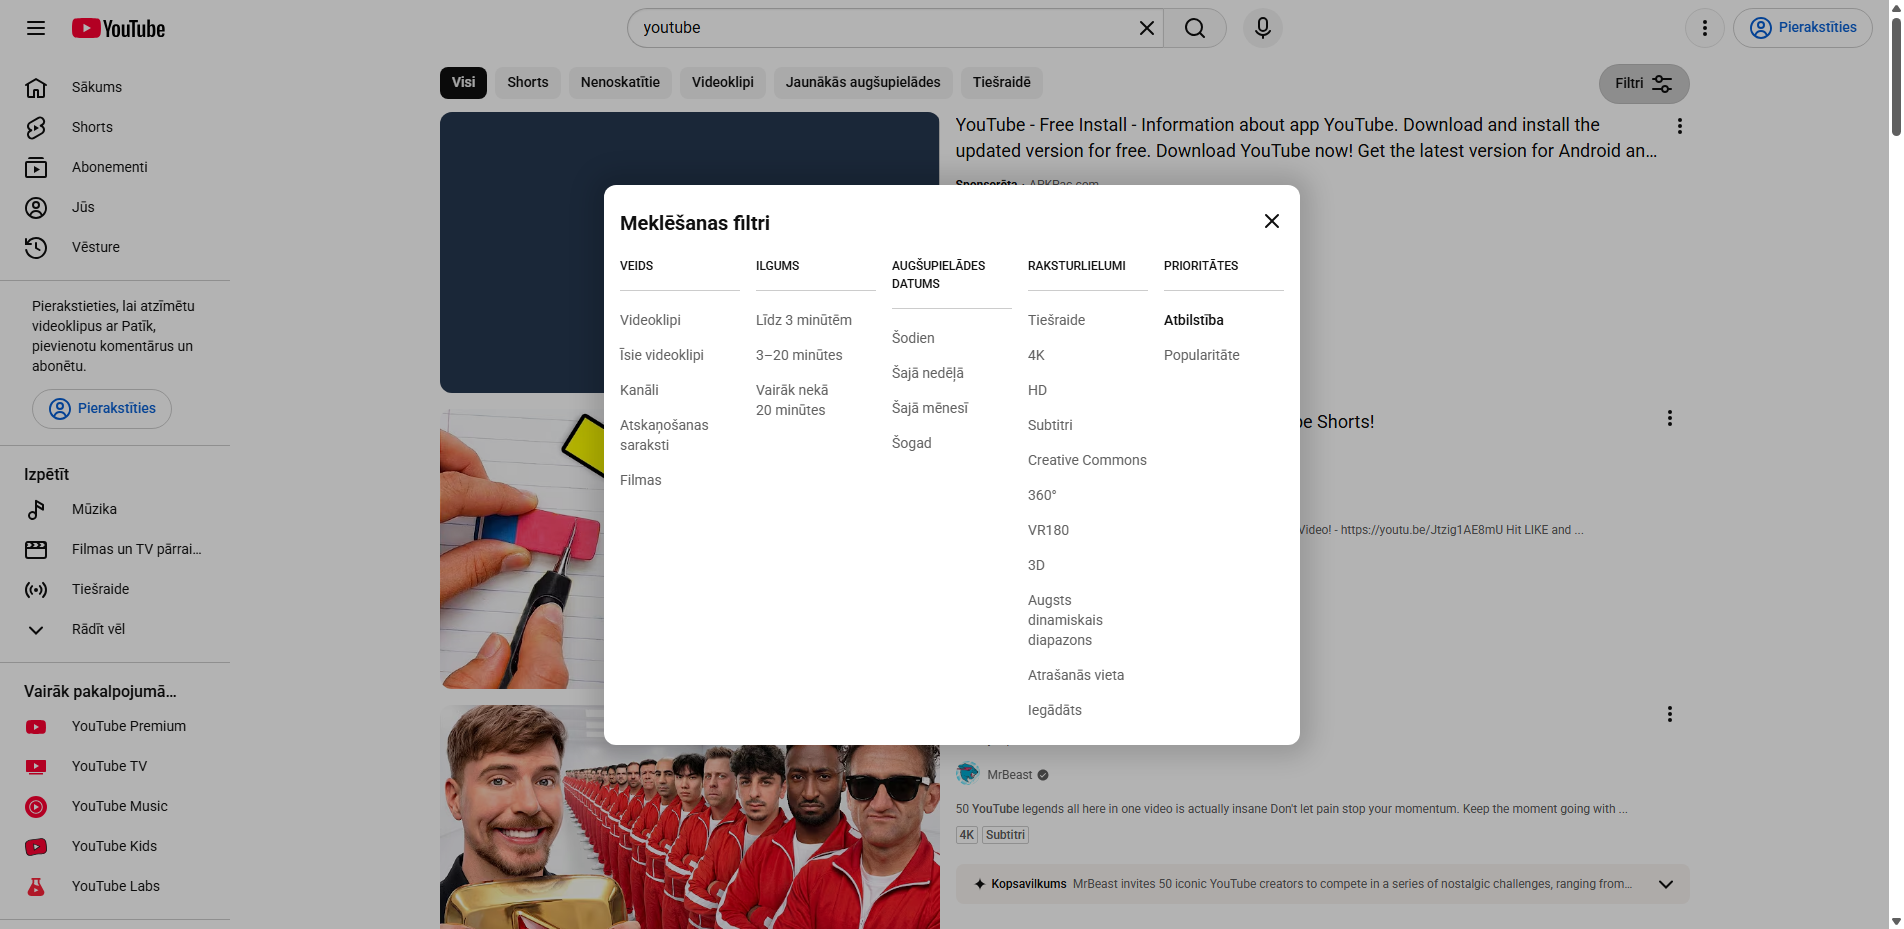 YouTube
youtube
Pierakstīties
Sākums
Shorts
Abonementi
Jūs
Vēsture
Pierakstieties, lai atzīmētu
videoklipus ar Patīk,
pievienotu komentārus un
abonētu.
Pierakstīties
Izpētīt
Mūzika
Filmas un TV pārrai...
Tiešraide
Rādīt vēl
Vairāk pakalpojumā...
YouTube Premium
YouTube TV
YouTube Music
YouTube Kids
YouTube Labs
Visi
Shorts
Nenoskatītie
Videoklipi
Jaunākās augšupielādes
Tiešraidē
Filtri
YouTube - Free Install - Information about app YouTube. Download and install the
updated version for free. Download YouTube now! Get the latest version for Android an...
Sponsorēta · APKPac.com
Meklēšanas filtri
VEIDS
Videoklipi
Īsie videoklipi
Kanāli
Atskaņošanas
saraksti
Filmas
ILGUMS
Līdz 3 minūtēm
3–20 minūtes
Vairāk nekā
20 minūtes
AUGŠUPIELĀDES
DATUMS
Šodien
Šajā nedēļā
Šajā mēnesī
Šogad
RAKSTURLIELUMI
Tiešraide
4K
HD
Subtitri
Creative Commons
360°
VR180
3D
Augsts
dinamiskais
diapazons
Atrašanās vieta
Iegādāts
PRIORITĀTES
Atbilstība
Popularitāte
be Shorts!
Video! - https://youtu.be/Jtzig1AE8mU Hit LIKE and ...
MrBeast
50 YouTube legends all here in one video is actually insane Don't let pain stop your momentum. Keep the moment going with ...
4K
Subtitri
Kopsavilkums MrBeast invites 50 iconic YouTube creators to compete in a series of nostalgic challenges, ranging from...